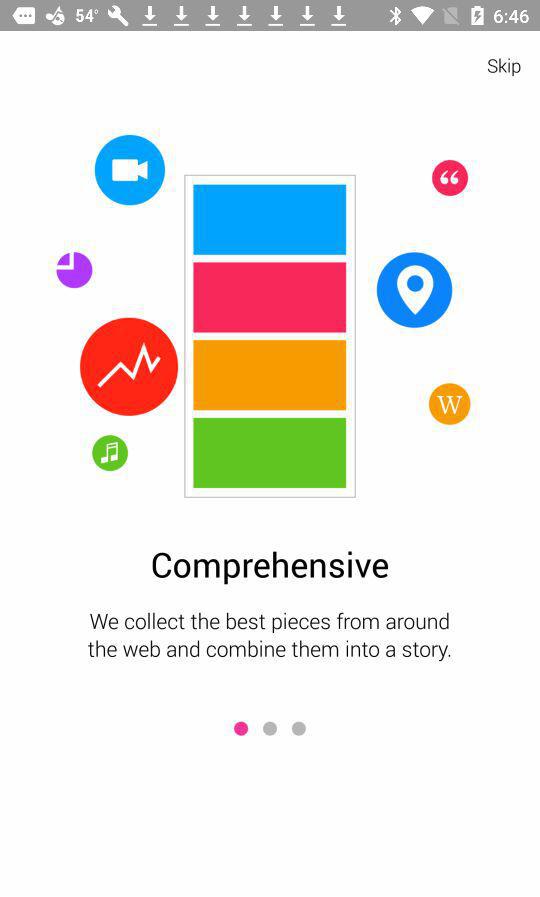 54° 6:46
Skip
“
W
Comprehensive
We collect the best pieces from around
the web and combine them into a story.